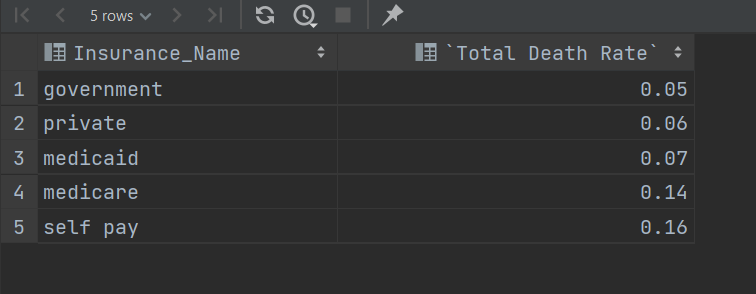 5 rows
Insurance_Name `Total Death Rate`
1 government 0.05
2 private 0.06
3 medicaid 0.07
4 medicare 0.14
5 self pay 0.16